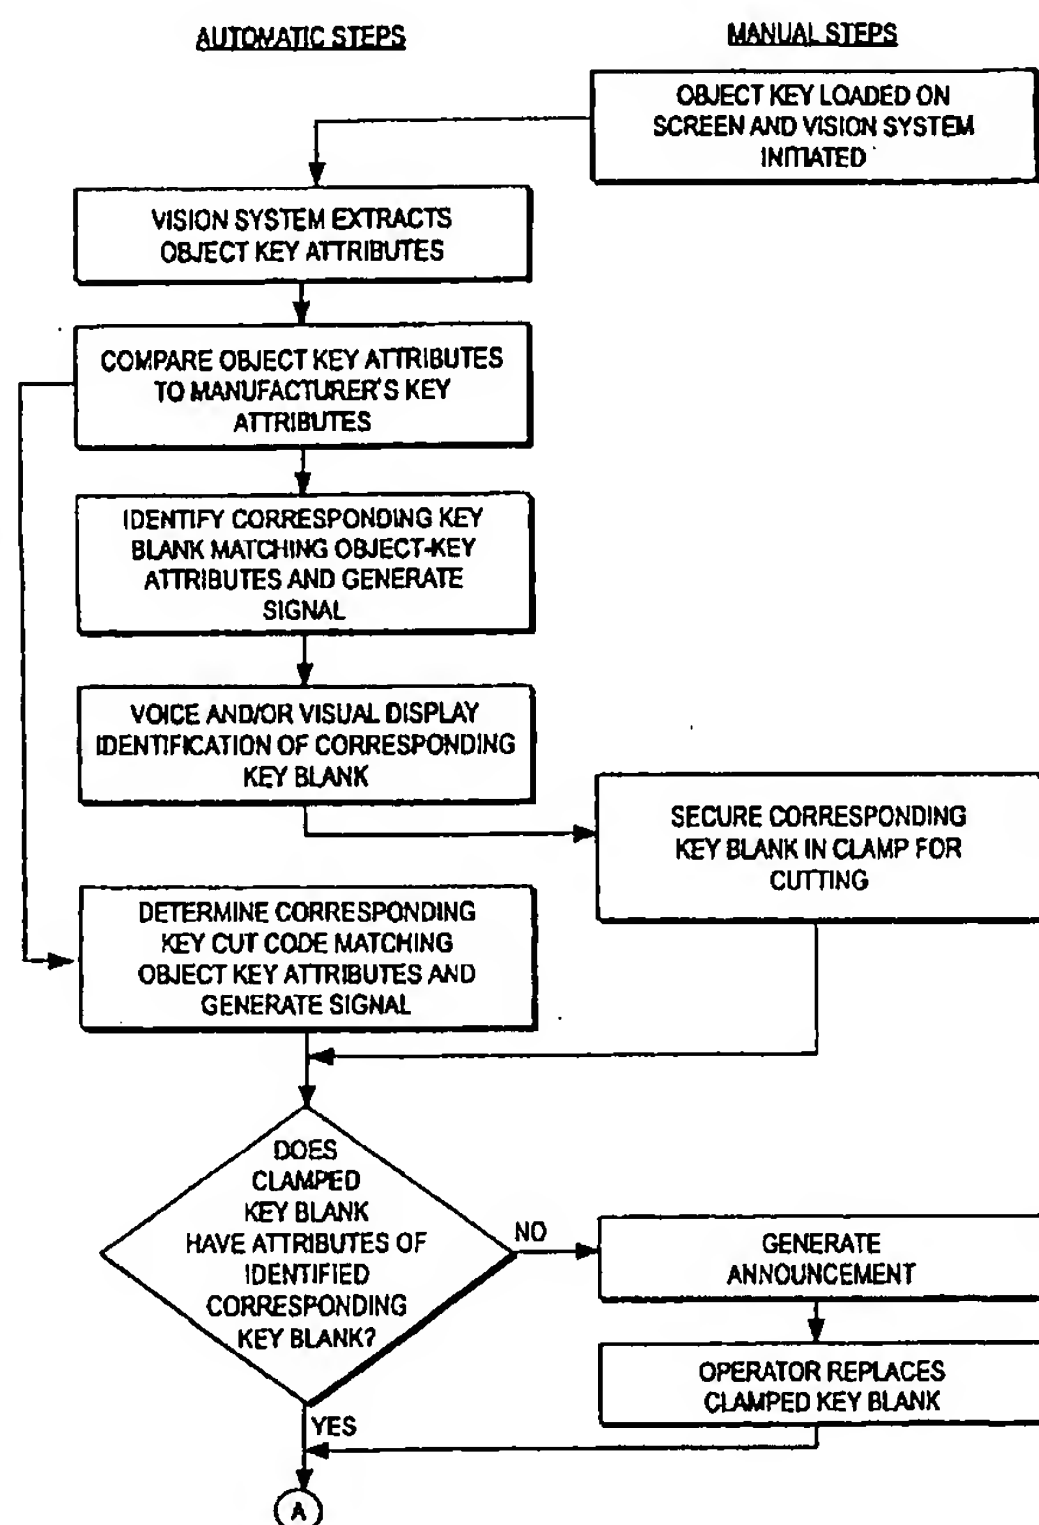 AUTOMATIC STEPS
MANUAL STEPS
OBJECT KEY LOADED ON
SCREEN AND VISION SYSTEM
INITIATED
VISION SYSTEM EXTRACTS
OBJECT KEY ATTRIBUTES
COMPARE OBJECT KEY ATTRIBUTES
TO MANUFACTURER'S KEY
ATTRIBUTES
IDENTIFY CORRESPONDING KEY
BLANK MATCHING OBJECT-KEY
ATTRIBUTES AND GENERATE
SIGNAL
VOICE AND/OR VISUAL DISPLAY
IDENTIFICATION OF CORRESPONDING
KEY BLANK
SECURE CORRESPONDING
KEY BLANK IN CLAMP FOR
CUTTING
DETERMINE CORRESPONDING
KEY CUT CODE MATCHING
OBJECT KEY ATTRIBUTES AND
GENERATE SIGNAL
DOES
CLAMPED
KEY BLANK
HAVE ATTRIBUTES OF
IDENTIFIED
CORRESPONDING
KEY BLANK?
NO
GENERATE
ANNOUNCEMENT
OPERATOR REPLACES
CLAMPED KEY BLANK
YES
A